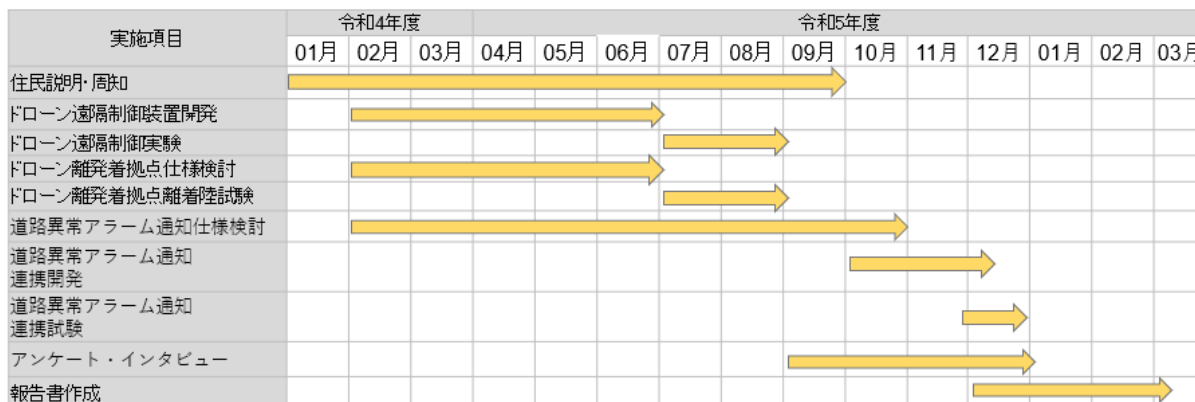 実施項目
令和4年度 令和5年度
01月 02月 03月 04月 05月 06月 07月 08月 09月 10月 11月 12月 01月 02月 03月
住民説明・周知
ドローン遠隔制御装置開発
ドローン遠隔制御実験
ドローン離発着拠点仕様検討
ドローン離発着拠点離着陸試験
道路異常アラーム通知仕様検討
道路異常アラーム通知
連携開発
道路異常アラーム通知
連携試験
アンケート・インタビュー
報告書作成